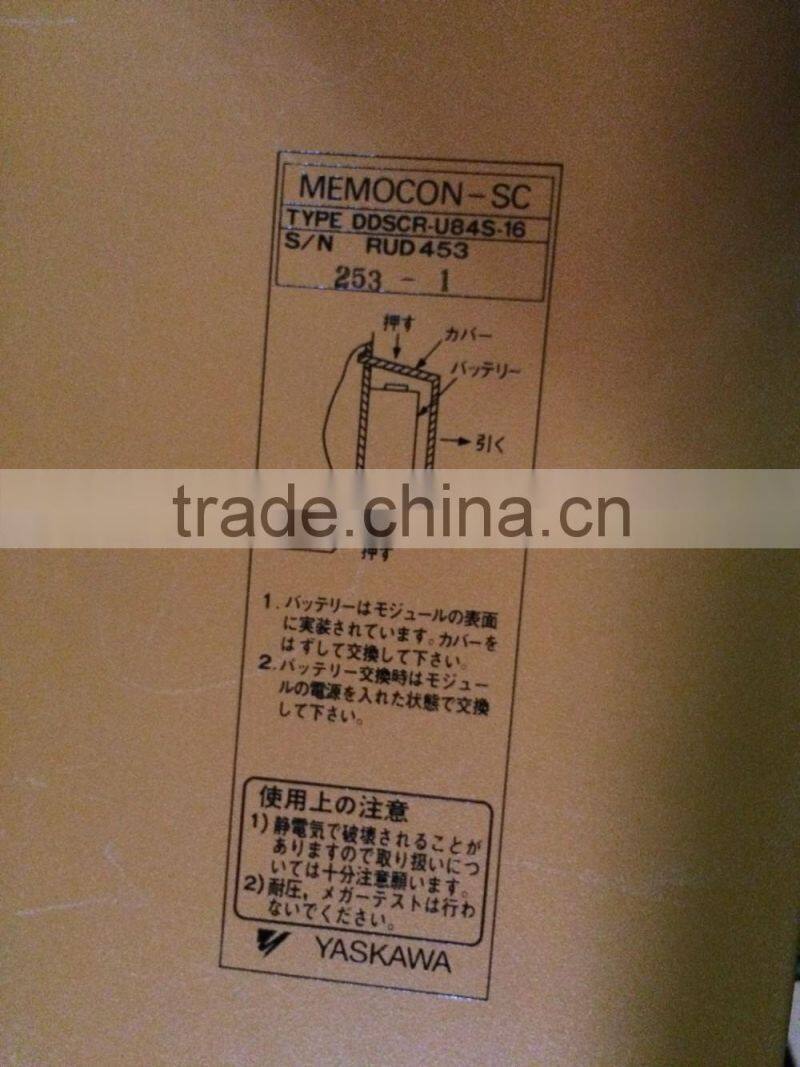 MEMOCON-SC
TYPE DDSCR-U84S-16
S/N RUD453
253-1
押す
カバー
バッテリー
引く
trade.china.cn
押す
1. バッテリーはモジュールの表面
に実装されています。カバーを
はずして交換して下さい。
2. バッテリー交換時はモジュー
ルの電源を入れた状態で交換
して下さい。
使用上の注意
1) 静電気で破壊されることが
ありますので取り扱いにつ
いては十分注意願います。
2) 耐圧，メガーテストは行わ
ないでください。
YASKAWA